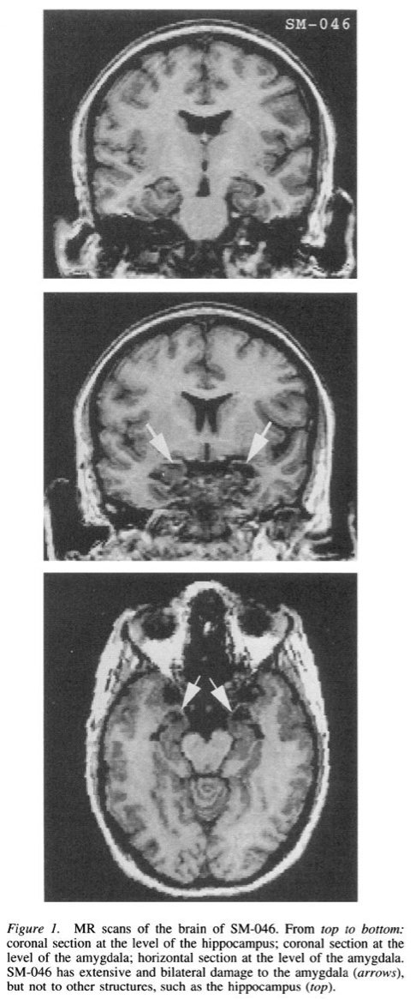 SM-046
Figure 1. MR scans of the brain of SM-046. From top to bottom:
coronal section at the level of the hippocampus; coronal section at the
level of the amygdala; horizontal section at the level of the amygdala.
SM-046 has extensive and bilateral damage to the amygdala (arrows),
but not to other structures, such as the hippocampus (top).